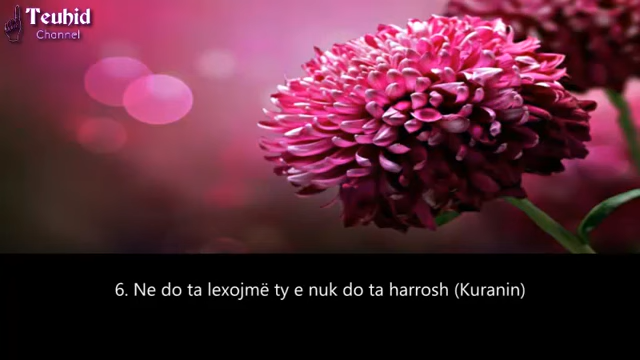 Teuhid
Channel
6. Ne do ta lexojmë ty e nuk do ta harrosh (Kuranin)